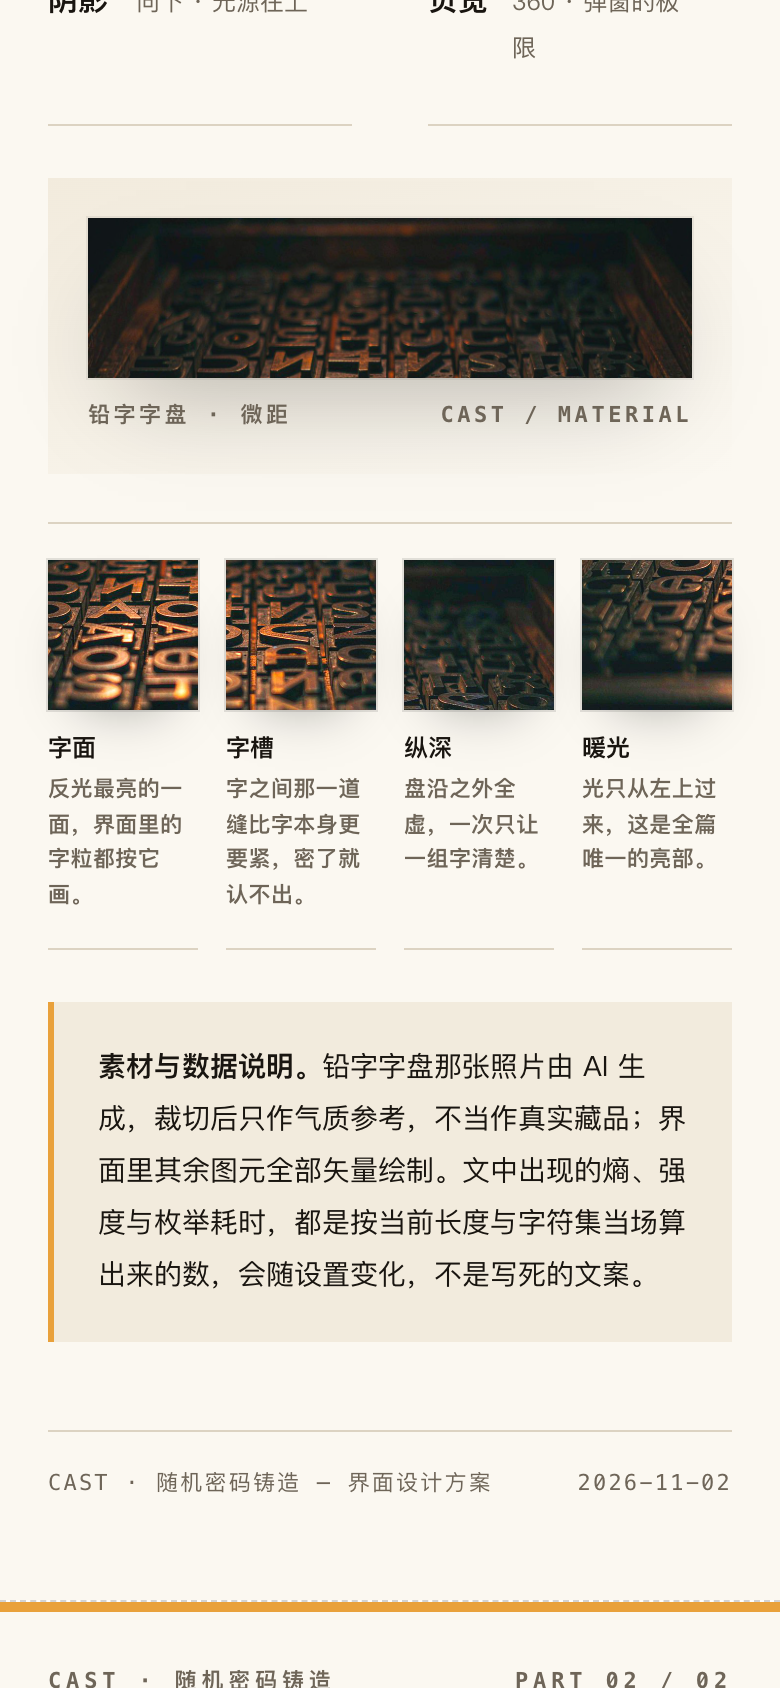 阴影 向下 · 光源在上
页宽 360 · 弹窗的极
限
铅字字盘 · 微距
CAST / MATERIAL
字面
反光最亮的一
面，界面里的
字粒都按它
画。
字槽
字之间那一道
缝比字本身更
要紧，密了就
认不出。
纵深
盘沿之外全
虚，一次只让
一组字清楚。
暖光
光只从左上过
来，这是全篇
唯一的亮部。
素材与数据说明。铅字字盘那张照片由 AI 生
成，裁切后只作气质参考，不当作真实藏品；界
面里其余图元全部矢量绘制。文中出现的熵、强
度与枚举耗时，都是按当前长度与字符集当场算
出来的数，会随设置变化，不是写死的文案。
CAST · 随机密码铸造 — 界面设计方案
2026-11-02
CAST · 随机密码铸造
PART 02 / 02